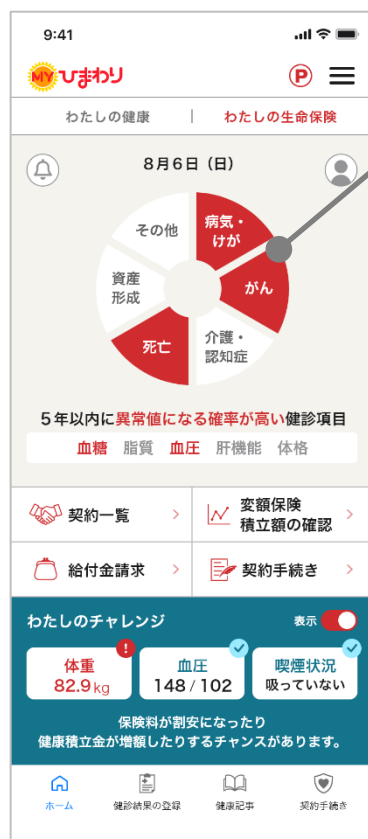 9:41
MYひまわり
P
わたしの健康
わたしの生命保険
8月6日（日）
病気・
けが
がん
介護・
認知症
死亡
資産
形成
その他
5年以内に異常値になる確率が高い健診項目
血糖 脂質 血圧 肝機能 体格
契約一覧
変額保険
積立額の確認
給付金請求
契約手続き
わたしのチャレンジ
表示
体重
82.9kg
血圧
148 / 102
喫煙状況
吸っていない
保険料が割安になったり
健康積立金が増額したりするチャンスがあります。
ホーム
健診結果の登録
健康記事
契約手続き